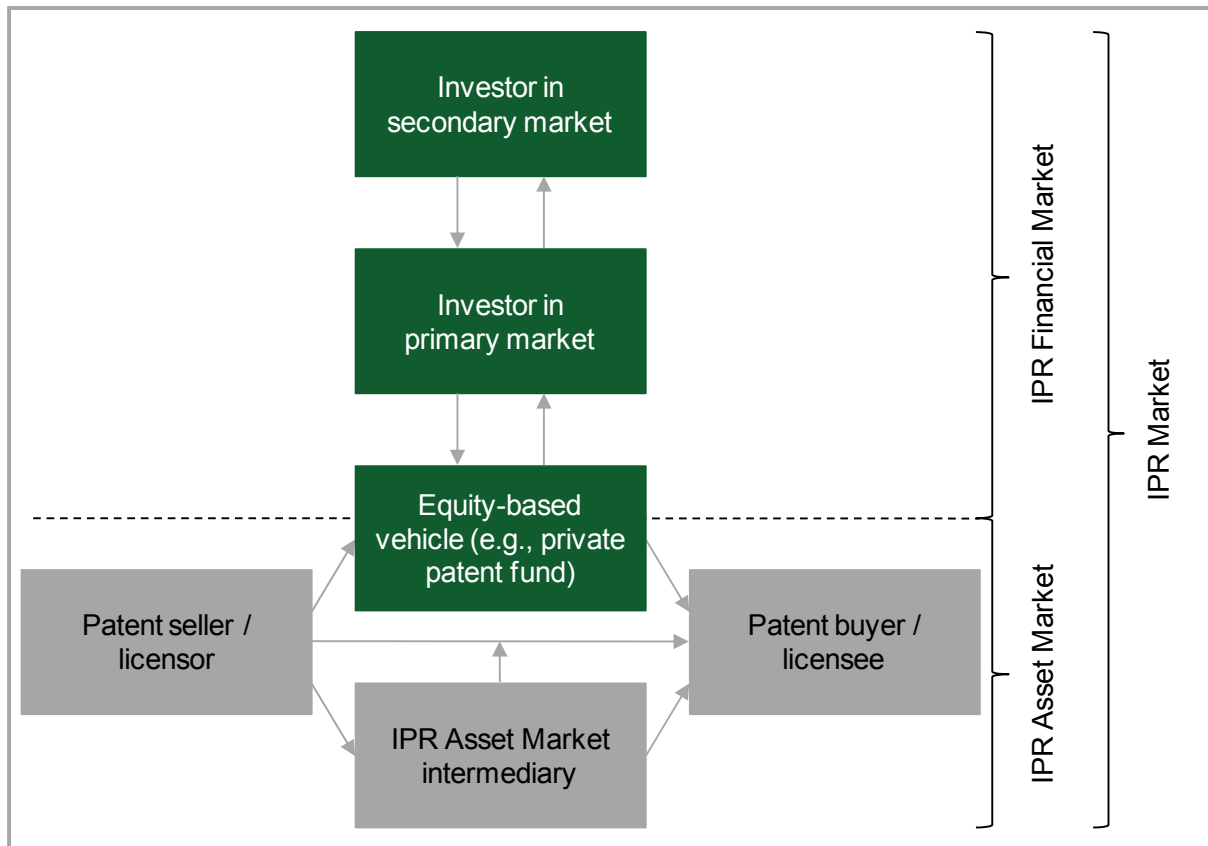 Investor in
secondary market
Investor in
primary market
Equity-based
vehicle (e.g., private
patent fund)
Patent seller /
licensor
Patent buyer /
licensee
IPR Asset Market
intermediary
IPR Financial Market
IPR Asset Market
IPR Market